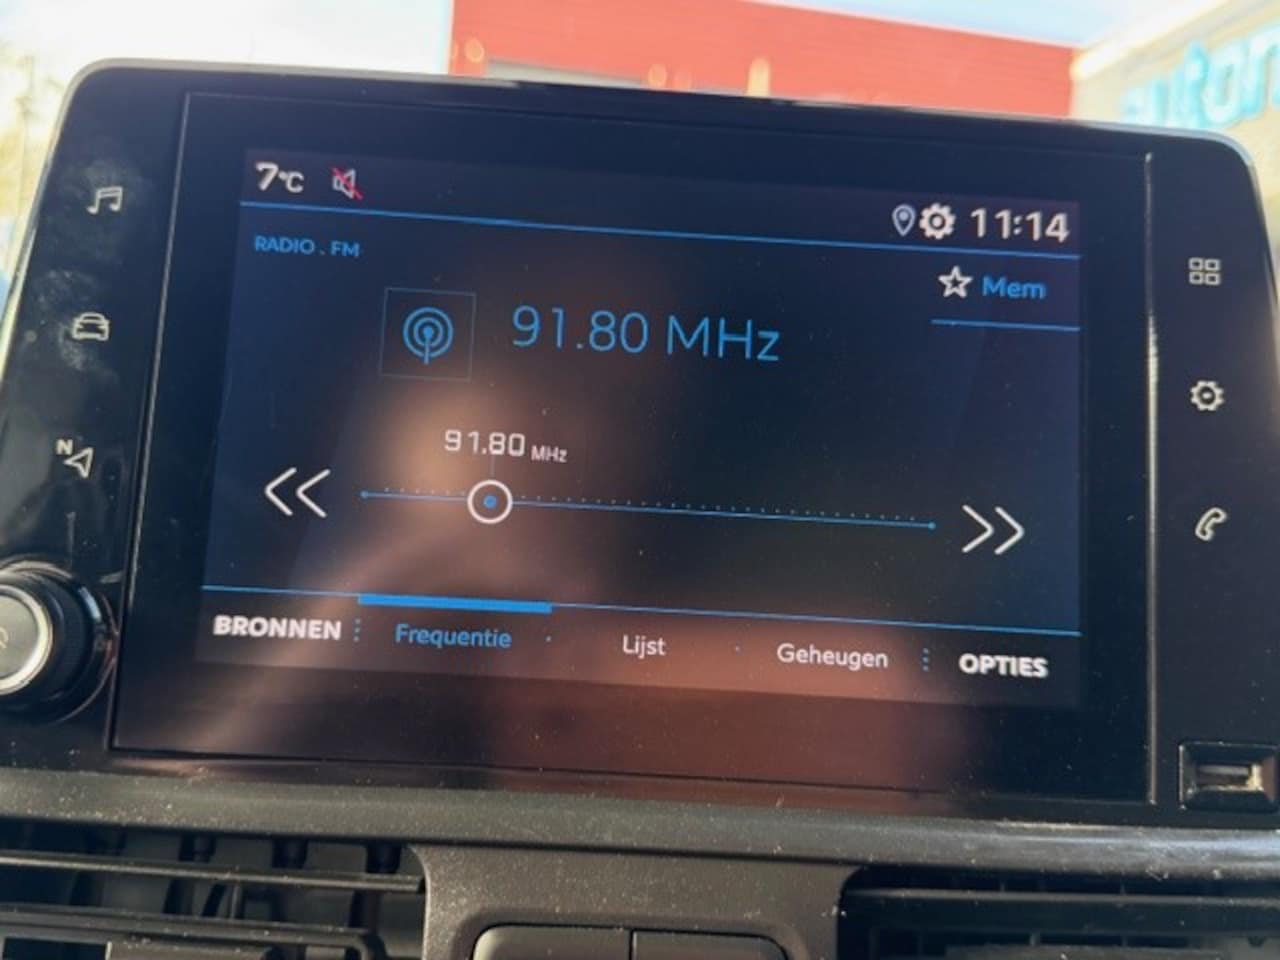 7°C
11:14
RADIO . FM
Mem
91.80 MHz
91.80 MHz
N
BRONNEN
Frequentie
Lijst
Geheugen
OPTIES